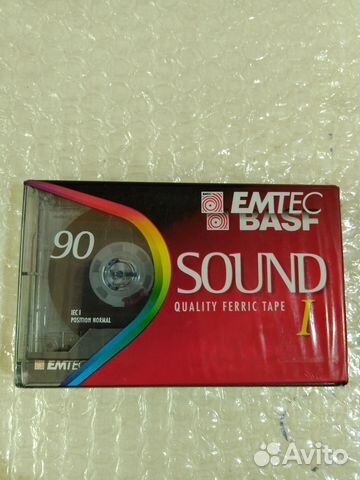 EMTEC
BASF
90
SOUND
QUALITY FERRIC TAPE I
IEC I
POSITION NORMAL
EMTEC
Avito